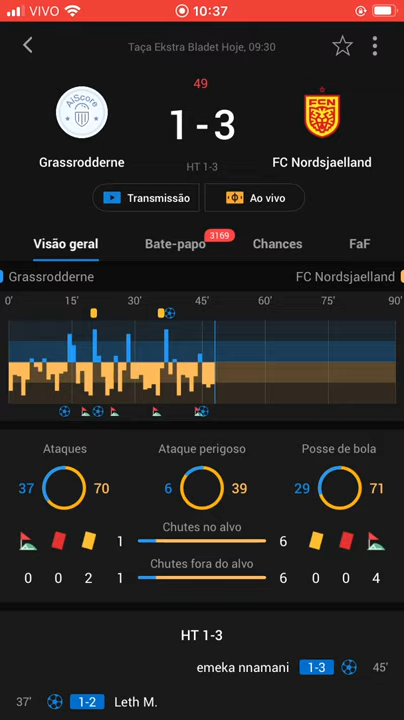 VIVO 10:37
Taça Ekstra Bladet Hoje, 09:30
49
AiScore
1 - 3
FCN
Grassrodderne
HT 1-3
FC Nordsjaelland
Transmissão
Ao vivo
Visão geral
Bate-papo
3169
Chances
FaF
Grassrodderne
FC Nordsjaelland
0' 15' 30' 45' 60' 75' 90'
Ataques
Ataque perigoso
Posse de bola
37 70
6 39
29 71
Chutes no alvo
1 6
Chutes fora do alvo
0 0 2 1 6 0 0 4
HT 1-3
emeka nnamani 1-3 45'
37' 1-2 Leth M.